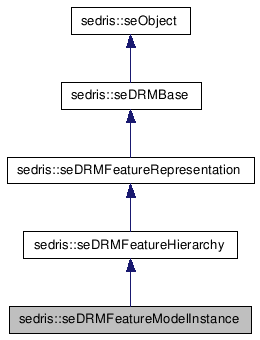 sedris::seObject
sedris::seDRMBase
sedris::seDRMFeatureRepresentation
sedris::seDRMFeatureHierarchy
sedris::seDRMFeatureModelInstance